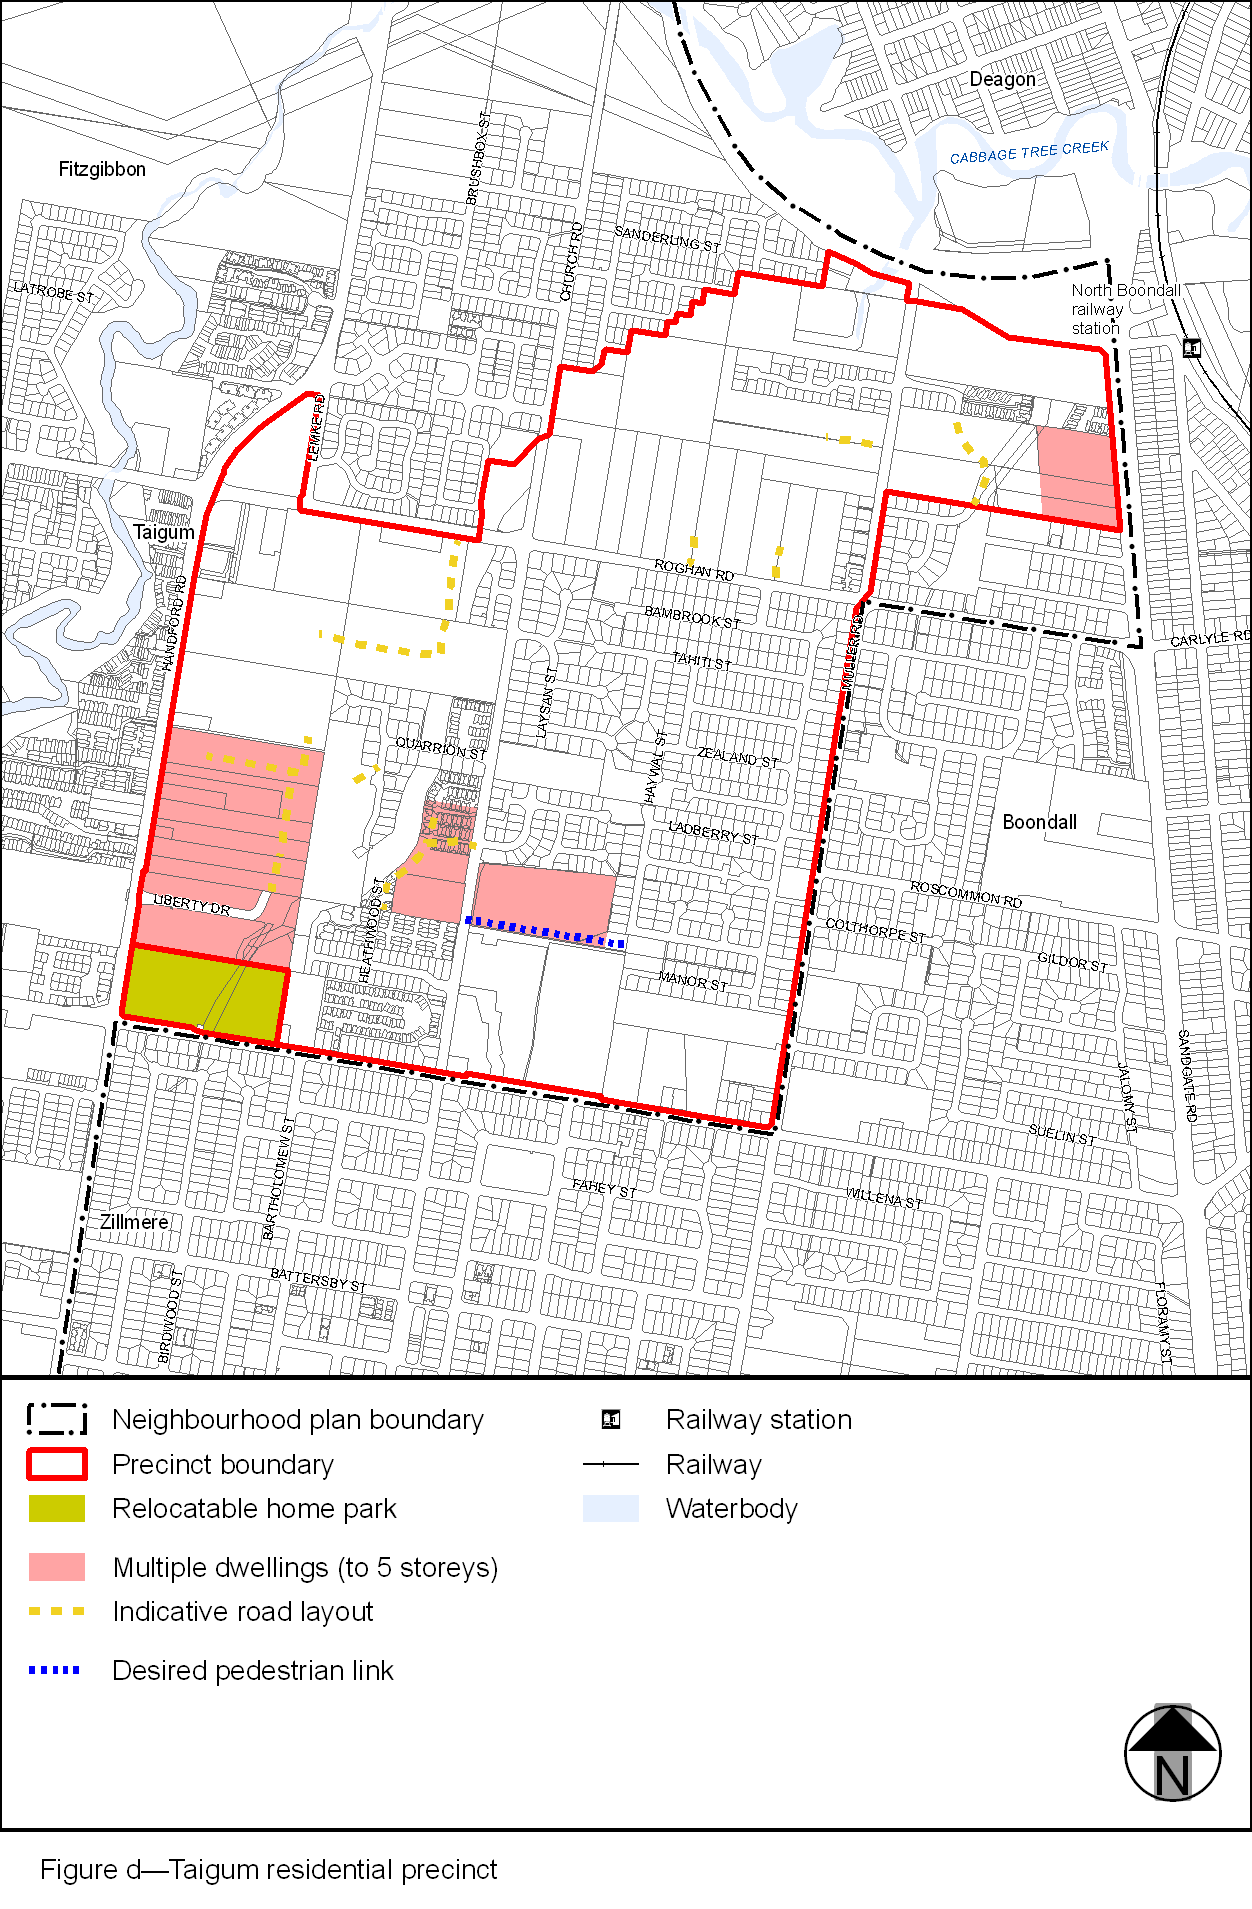 Deagon
CABBAGE TREE CREEK
Fitzgibbon
BRUSHBOX ST
SANDERLING ST
CHURCH RD
LATROBE ST
North Boondall
railway
station
LEMKE RD
Taigum
ROGHAN RD
HANDFORD RD
BAMBROOK ST
MULLER RD
CARLYLE RD
TAHITI ST
LAYSAN ST
QUARRION ST
ZEALAND ST
HAYWAL ST
Boondall
LADBERRY ST
LIBERTY DR
HEATHWOOD ST
ROSCOMMON RD
COLTHORPE ST
GILDOR ST
MANOR ST
SANDGATE RD
JALOMY ST
SUELIN ST
BARTHOLOMEW ST
FAHEY ST
WILLENA ST
Zillmere
BATTERSBY ST
BIRDWOOD ST
FLORAMY ST
Neighbourhood plan boundary
Railway station
Precinct boundary
Railway
Relocatable home park
Waterbody
Multiple dwellings (to 5 storeys)
Indicative road layout
Desired pedestrian link
N
Figure d—Taigum residential precinct